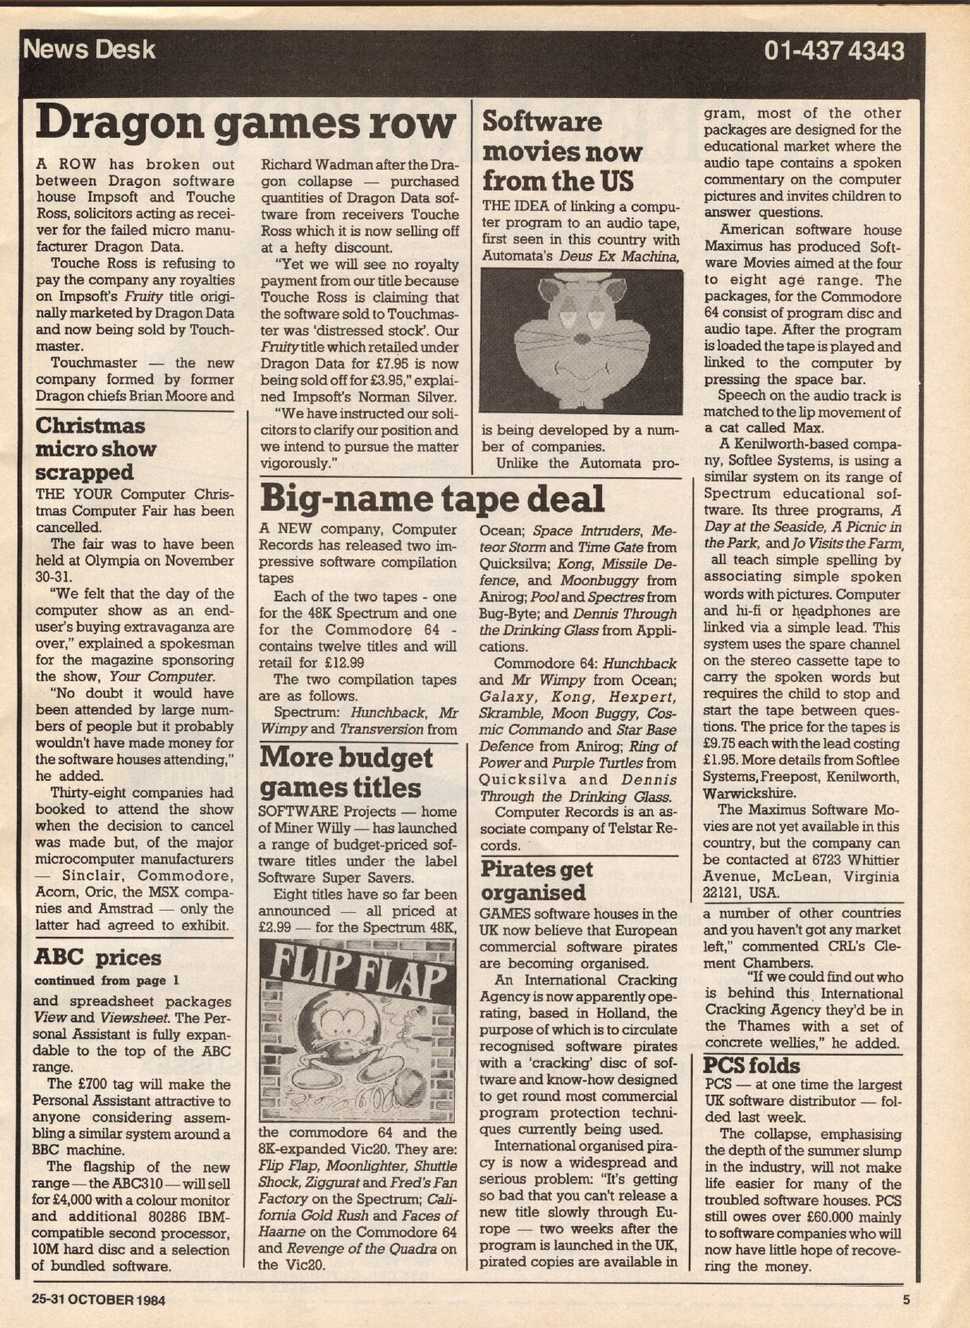 News Desk
01-437 4343
Dragon games row
A ROW has broken out
between Dragon software
house Impsoft and Touche
Ross, solicitors acting as recei-
ver for the failed micro manu-
facturer Dragon Data.
Touche Ross is refusing to
pay the company any royalties
on Impsoft's Fruity title origi-
nally marketed by Dragon Data
and now being sold by Touch-
master.
Touchmaster — the new
company formed by former
Dragon chiefs Brian Moore and
Richard Wadman after the Dra-
gon collapse — purchased
quantities of Dragon Data sof-
tware from receivers Touche
Ross which it is now selling off
at a hefty discount.
"Yet we will see no royalty
payment from our title because
Touche Ross is claiming that
the software sold to Touchmas-
ter was 'distressed stock'. Our
Fruity title which retailed under
Dragon Data for £7.95 is now
being sold off for £3.95," explai-
ned Impsoft's Norman Silver.
"We have instructed our soli-
citors to clarify our position and
we intend to pursue the matter
vigorously."
Christmas
micro show
scrapped
THE YOUR Computer Chris-
tmas Computer Fair has been
cancelled.
The fair was to have been
held at Olympia on November
30-31.
"We felt that the day of the
computer show as an end-
user's buying extravaganza are
over," explained a spokesman
for the magazine sponsoring
the show, Your Computer.
"No doubt it would have
been attended by large num-
bers of people but it probably
wouldn't have made money for
the software houses attending,"
he added.
Thirty-eight companies had
booked to attend the show
when the decision to cancel
was made but, of the major
microcomputer manufacturers
— Sinclair, Commodore,
Acorn, Oric, the MSX compa-
nies and Amstrad — only the
latter had agreed to exhibit.
ABC prices
continued from page 1
and spreadsheet packages
View and Viewsheet. The Per-
sonal Assistant is fully expan-
dable to the top of the ABC
range.
The £700 tag will make the
Personal Assistant attractive to
anyone considering assem-
bling a similar system around a
BBC machine.
The flagship of the new
range — the ABC310 — will sell
for £4,000 with a colour monitor
and additional 80286 IBM-
compatible second processor,
10M hard disc and a selection
of bundled software.
Software
movies now
from the US
THE IDEA of linking a compu-
ter program to an audio tape,
first seen in this country with
Automata's Deus Ex Machina,
is being developed by a num-
ber of companies.
Unlike the Automata pro-
gram, most of the other
packages are designed for the
educational market where the
audio tape contains a spoken
commentary on the computer
pictures and invites children to
answer questions.
American software house
Maximus has produced Soft-
ware Movies aimed at the four
to eight age range. The
packages, for the Commodore
64 consist of program disc and
audio tape. After the program
is loaded the tape is played and
linked to the computer by
pressing the space bar.
Speech on the audio track is
matched to the lip movement of
a cat called Max.
A Kenilworth-based compa-
ny, Softlee Systems, is using a
similar system on its range of
Spectrum educational sof-
tware. Its three programs, A
Day at the Seaside, A Picnic in
the Park, and Jo Visits the Farm,
all teach simple spelling by
associating simple spoken
words with pictures. Computer
and hi-fi or headphones are
linked via a simple lead. This
system uses the spare channel
on the stereo cassette tape to
carry the spoken words but
requires the child to stop and
start the tape between ques-
tions. The price for the tapes is
£9.75 each with the lead costing
£1.95. More details from Softlee
Systems, Freepost, Kenilworth,
Warwickshire.
The Maximus Software Mo-
vies are not yet available in this
country, but the company can
be contacted at 6723 Whittier
Avenue, McLean, Virginia
22121, USA.
Big-name tape deal
A NEW company, Computer
Records has released two im-
pressive software compilation
tapes
Each of the two tapes - one
for the 48K Spectrum and one
for the Commodore 64 -
contains twelve titles and will
retail for £12.99
The two compilation tapes
are as follows.
Spectrum: Hunchback, Mr
Wimpy and Transversion from
Ocean; Space Intruders, Me-
teor Storm and Time Gate from
Quicksilva; Kong, Missile De-
fence, and Moonbuggy from
Anirog; Pool and Spectres from
Bug-Byte; and Dennis Through
the Drinking Glass from Appli-
cations.
Commodore 64: Hunchback
and Mr Wimpy from Ocean;
Galaxy, Kong, Hexpert,
Skramble, Moon Buggy, Cos-
mic Commando and Star Base
Defence from Anirog; Ring of
Power and Purple Turtles from
Quicksilva and Dennis
Through the Drinking Glass.
Computer Records is an as-
sociate company of Telstar Re-
cords.
More budget
games titles
SOFTWARE Projects — home
of Miner Willy — has launched
a range of budget-priced sof-
tware titles under the label
Software Super Savers.
Eight titles have so far been
announced — all priced at
£2.99 — for the Spectrum 48K,
FLIP FLAP
the commodore 64 and the
8K-expanded Vic20. They are:
Flip Flap, Moonlighter, Shuttle
Shock, Ziggurat and Fred's Fan
Factory on the Spectrum; Cali-
fornia Gold Rush and Faces of
Haarne on the Commodore 64
and Revenge of the Quadra on
the Vic20.
Pirates get
organised
GAMES software houses in the
UK now believe that European
commercial software pirates
are becoming organised.
An International Cracking
Agency is now apparently ope-
rating, based in Holland, the
purpose of which is to circulate
recognised software pirates
with a 'cracking' disc of sof-
tware and know-how designed
to get round most commercial
program protection techni-
ques currently being used.
International organised pira-
cy is now a widespread and
serious problem: "It's getting
so bad that you can't release a
new title slowly through Eu-
rope — two weeks after the
program is launched in the UK,
pirated copies are available in
a number of other countries
and you haven't got any market
left," commented CRL's Cle-
ment Chambers.
"If we could find out who
is behind this International
Cracking Agency they'd be in
the Thames with a set of
concrete wellies," he added.
PCS folds
PCS — at one time the largest
UK software distributor — fol-
ded last week.
The collapse, emphasising
the depth of the summer slump
in the industry, will not make
life easier for many of the
troubled software houses. PCS
still owes over £60.000 mainly
to software companies who will
now have little hope of recove-
ring the money.
25-31 OCTOBER 1984
5